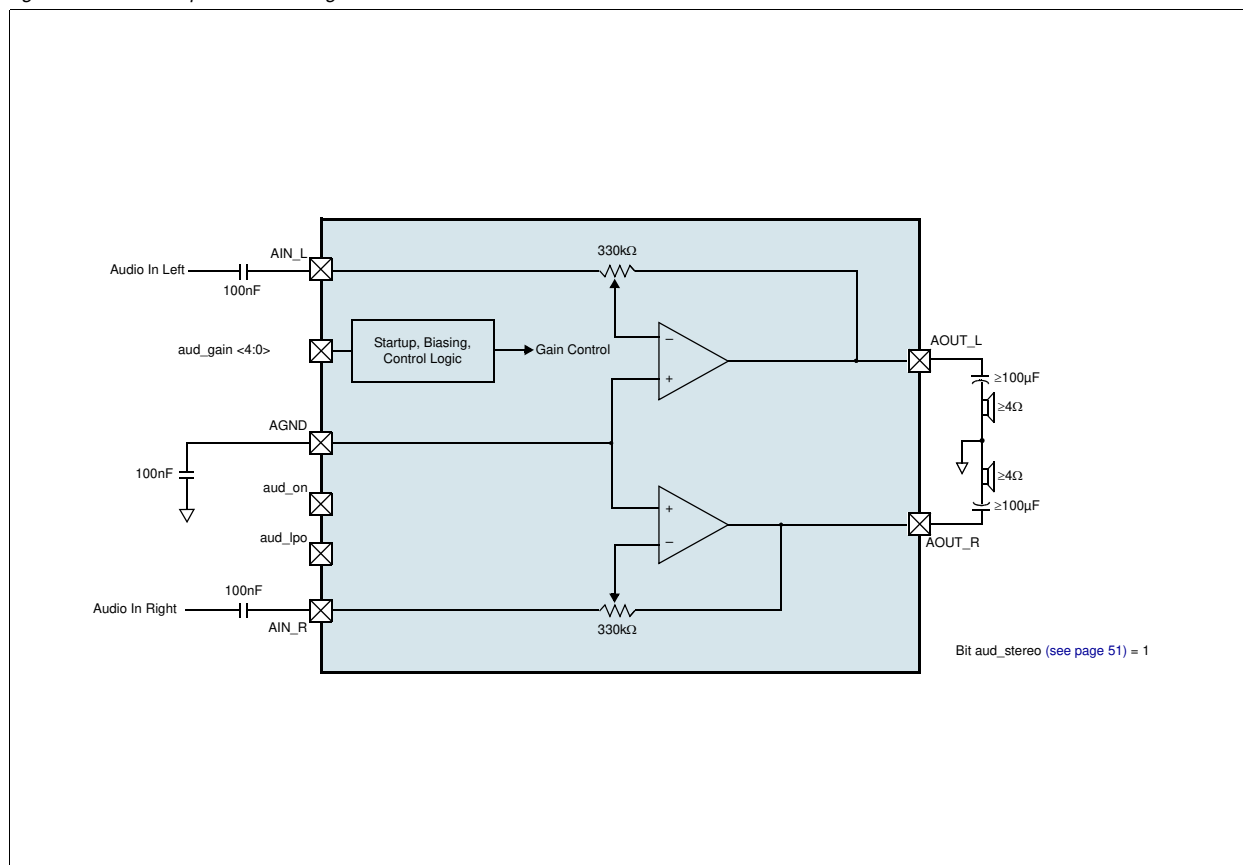 AIN_L
330kΩ
Audio In Left
100nF
aud_gain <4:0>
Startup, Biasing,
Control Logic
Gain Control
−
+
AOUT_L
≥100µF
≥4Ω
AGND
100nF
aud_on
+
−
≥4Ω
≥100µF
aud_lpo
AOUT_R
100nF
Audio In Right
AIN_R
330kΩ
Bit aud_stereo (see page 51) = 1